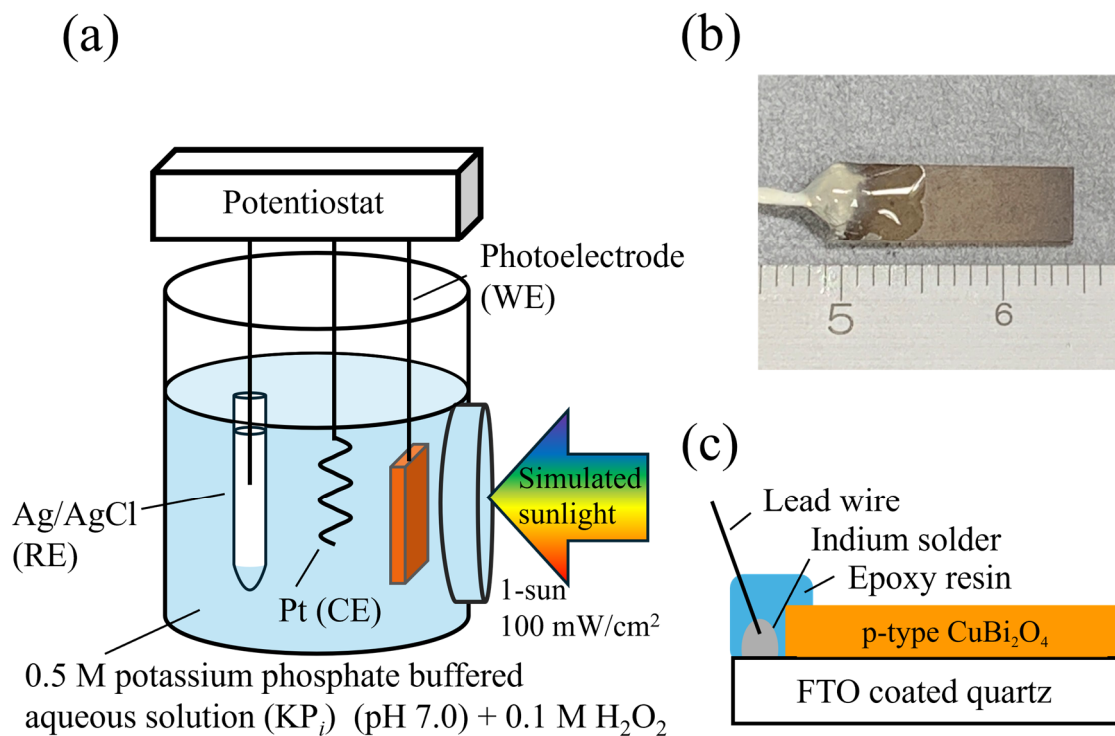 (a)
Potentiostat
Photoelectrode
(WE)
Ag/AgCl
(RE)
Pt (CE)
Simulated
sunlight
1-sun
100 mW/cm²
0.5 M potassium phosphate buffered
aqueous solution (KPᵢ) (pH 7.0) + 0.1 M H₂O₂
(b)
5 6
(c)
Lead wire
Indium solder
Epoxy resin
p-type CuBi₂O₄
FTO coated quartz